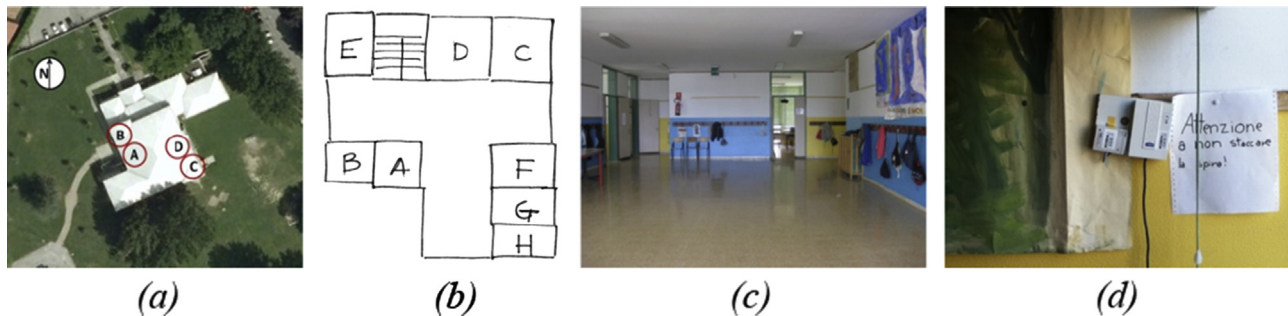 N
B
A
D
C
E
D
C
B
A
F
G
H
Attenzione
a non staccare
la spina!
(a)
(b)
(c)
(d)